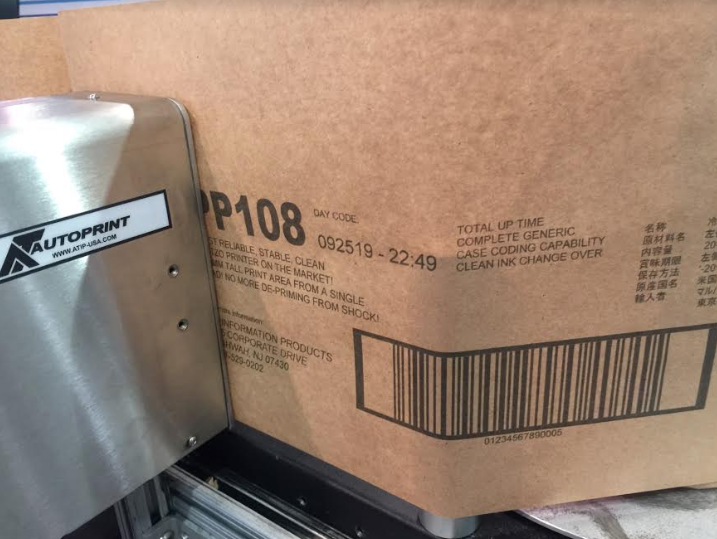 AUTOPRINT
WWW.ATIP-USA.COM
PP108
DAY CODE:
092519 - 22:49
RELIABLE, STABLE, CLEAN
PRINTER ON THE MARKET!
TALL PRINT AREA FROM A SINGLE
NO MORE DE-PRIMING FROM SHOCK!
information:
INFORMATION PRODUCTS
CORPORATE DRIVE
NJ 07430
-529-0202
TOTAL UP TIME
COMPLETE GENERIC
CASE CODING CAPABILITY
CLEAN INK CHANGE OVER
名称
原材料名
内容量
賞味期限
保存方法
原産国名
輸入者
01234567890005